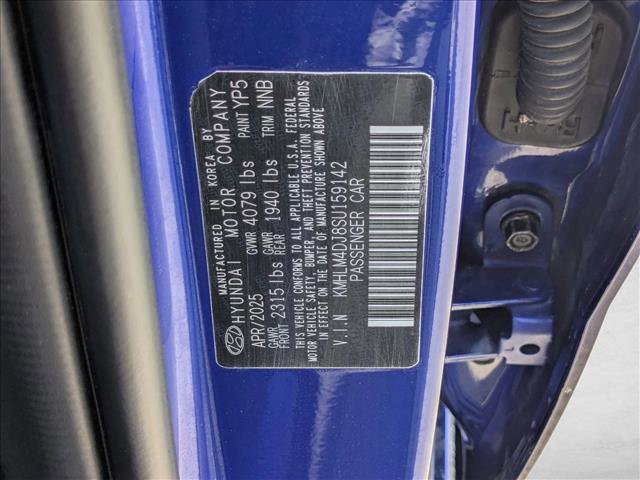 MANUFACTURED IN KOREA BY
HYUNDAI MOTOR COMPANY
APR/2025 GVWR 4079 lbs PAINT YP5
GAWR FRONT 2315 lbs GAWR REAR 1940 lbs TRIM NNB
THIS VEHICLE CONFORMS TO ALL APPLICABLE U.S.A. FEDERAL
MOTOR VEHICLE SAFETY, BUMPER, AND THEFT PREVENTION STANDARDS
IN EFFECT ON THE DATE OF MANUFACTURE SHOWN ABOVE
V.I.N KMHLM4DJ8SU159142
PASSENGER CAR